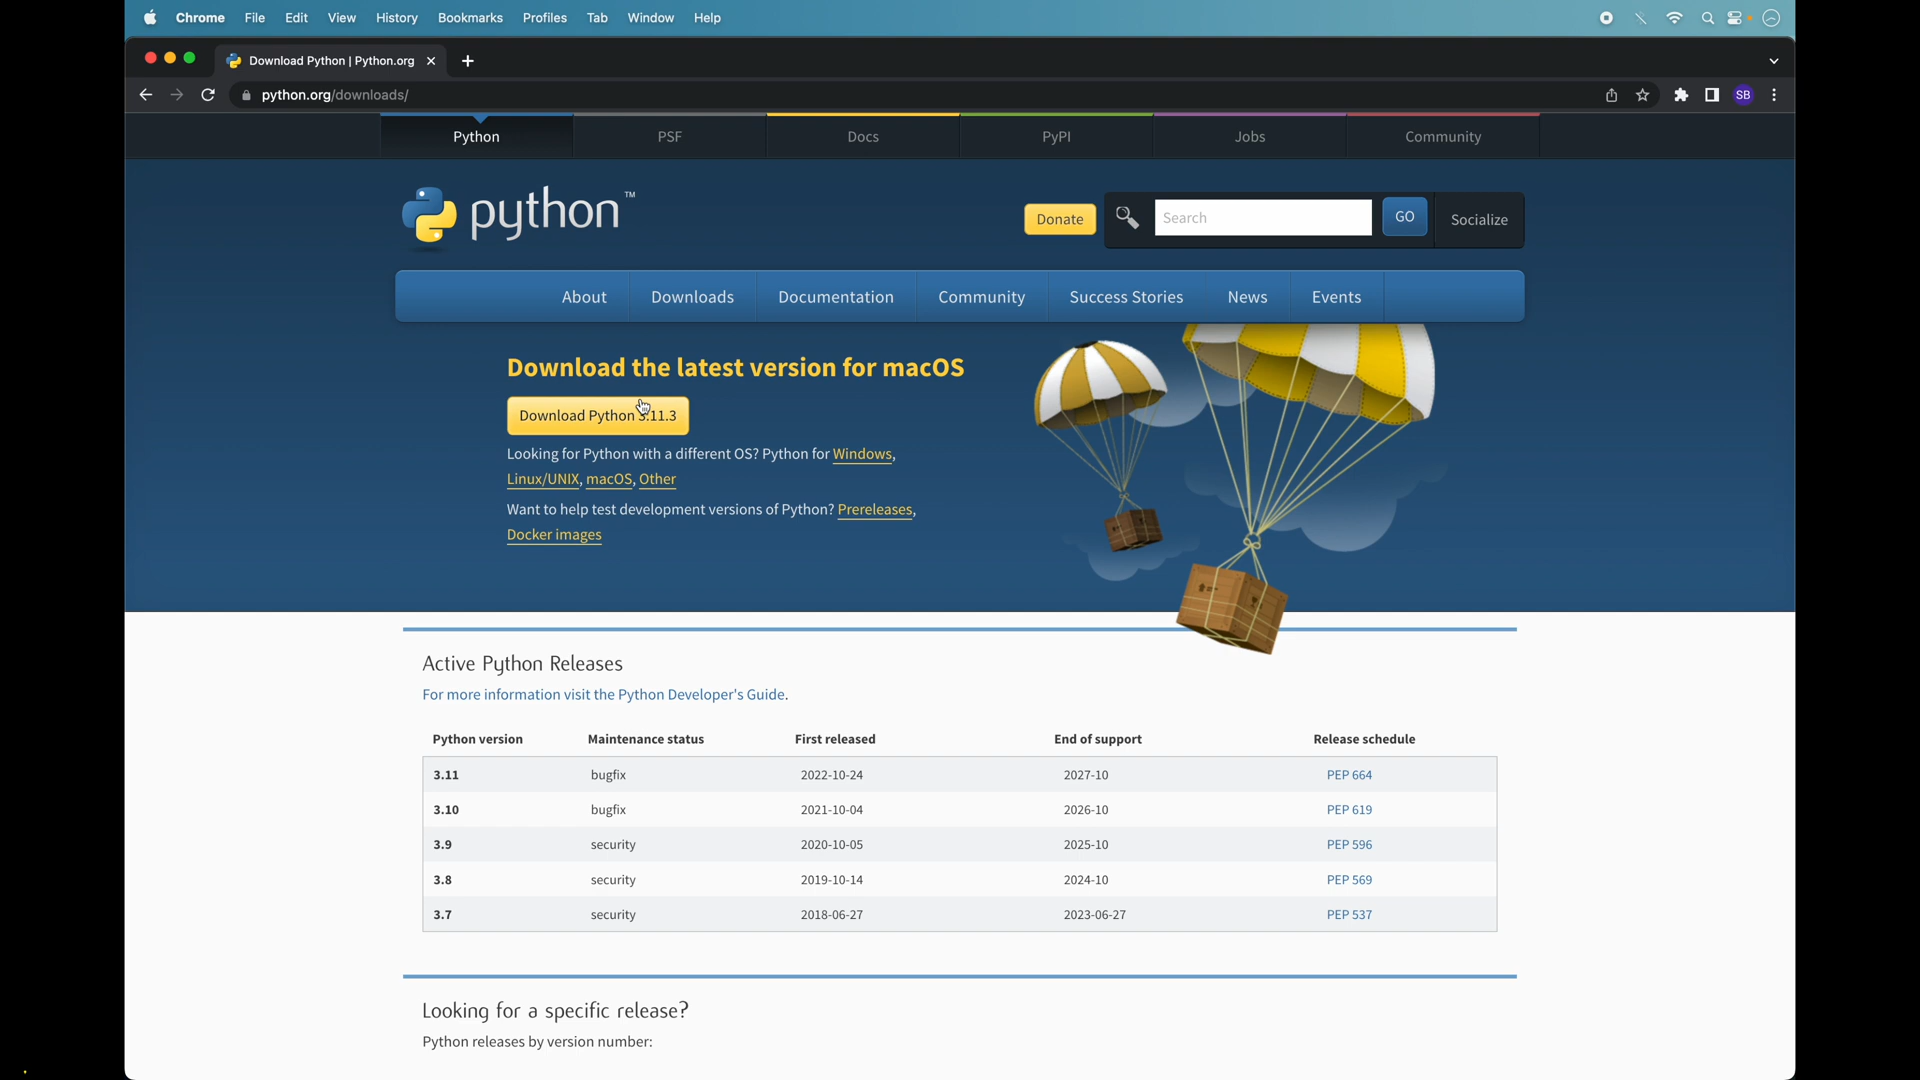 Chrome File Edit View History Bookmarks Profiles Tab Window Help
Download Python | Python.org
python.org/downloads/
SB
Python PSF Docs PyPI Jobs Community
python™
Donate Search GO Socialize
About Downloads Documentation Community Success Stories News Events
Download the latest version for macOS
Download Python 3.11.3
Looking for Python with a different OS? Python for Windows,
Linux/UNIX, macOS, Other
Want to help test development versions of Python? Prereleases,
Docker images
Active Python Releases
For more information visit the Python Developer's Guide.
Python version Maintenance status First released End of support Release schedule
3.11 bugfix 2022-10-24 2027-10 PEP 664
3.10 bugfix 2021-10-04 2026-10 PEP 619
3.9 security 2020-10-05 2025-10 PEP 596
3.8 security 2019-10-14 2024-10 PEP 569
3.7 security 2018-06-27 2023-06-27 PEP 537
Looking for a specific release?
Python releases by version number: